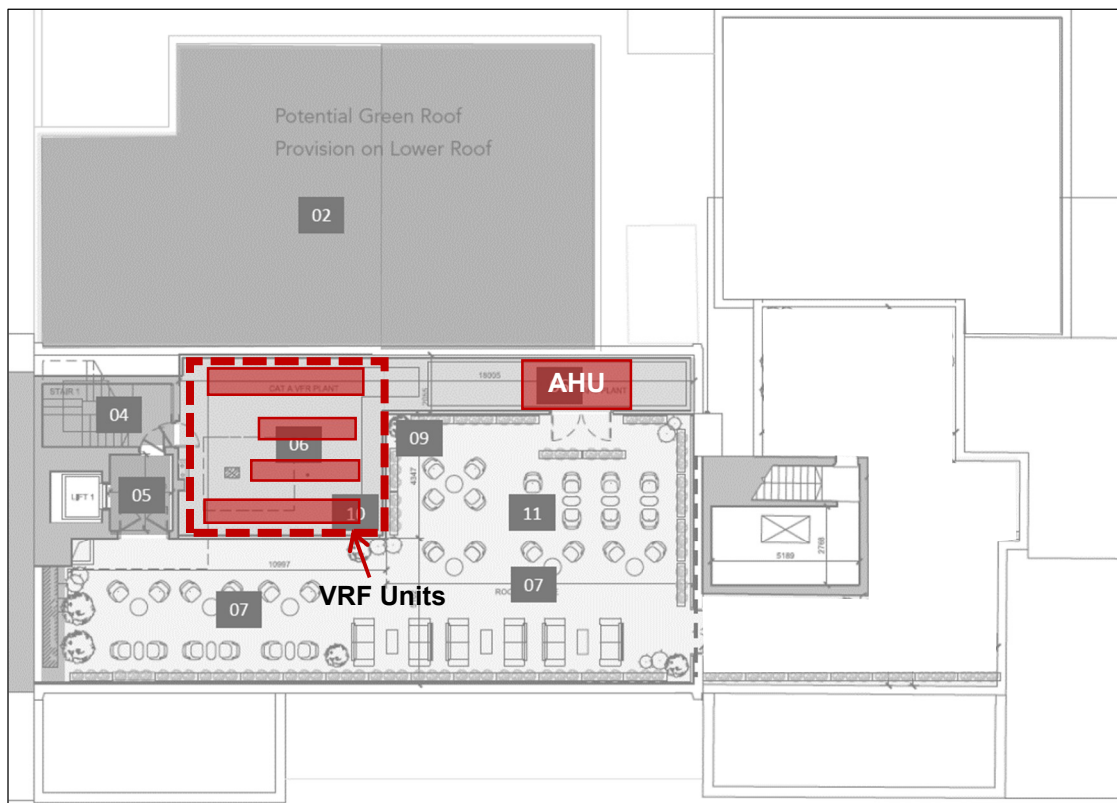 Potential Green Roof
Provision on Lower Roof
02
CAT A VFR PLANT
18005
AHU
PLANT
STAIR 1
04
06
09
4347
LIFT 1
05
10
11
5189
2768
10997
VRF Units
07
07